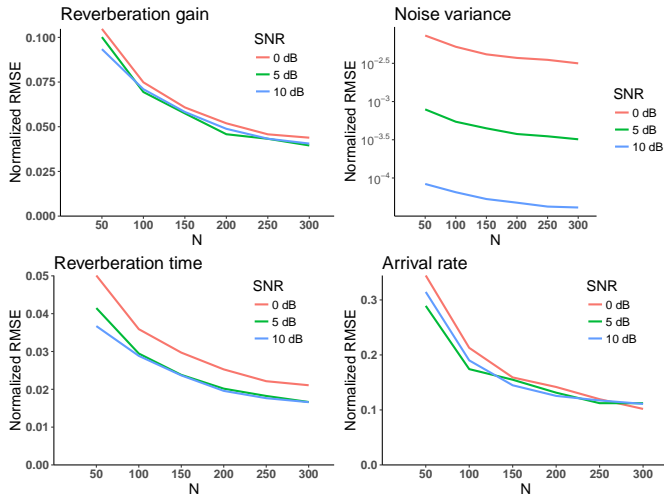 Reverberation gain
Normalized RMSE
0.100
0.075
0.050
0.025
0.000
50 100 150 200 250 300
N
SNR
0 dB
5 dB
10 dB
Noise variance
Normalized RMSE
10^−2.5
10^−3
10^−3.5
10^−4
50 100 150 200 250 300
N
SNR
0 dB
5 dB
10 dB
Reverberation time
Normalized RMSE
0.05
0.04
0.03
0.02
0.01
0.00
50 100 150 200 250 300
N
SNR
0 dB
5 dB
10 dB
Arrival rate
Normalized RMSE
0.3
0.2
0.1
0.0
50 100 150 200 250 300
N
SNR
0 dB
5 dB
10 dB